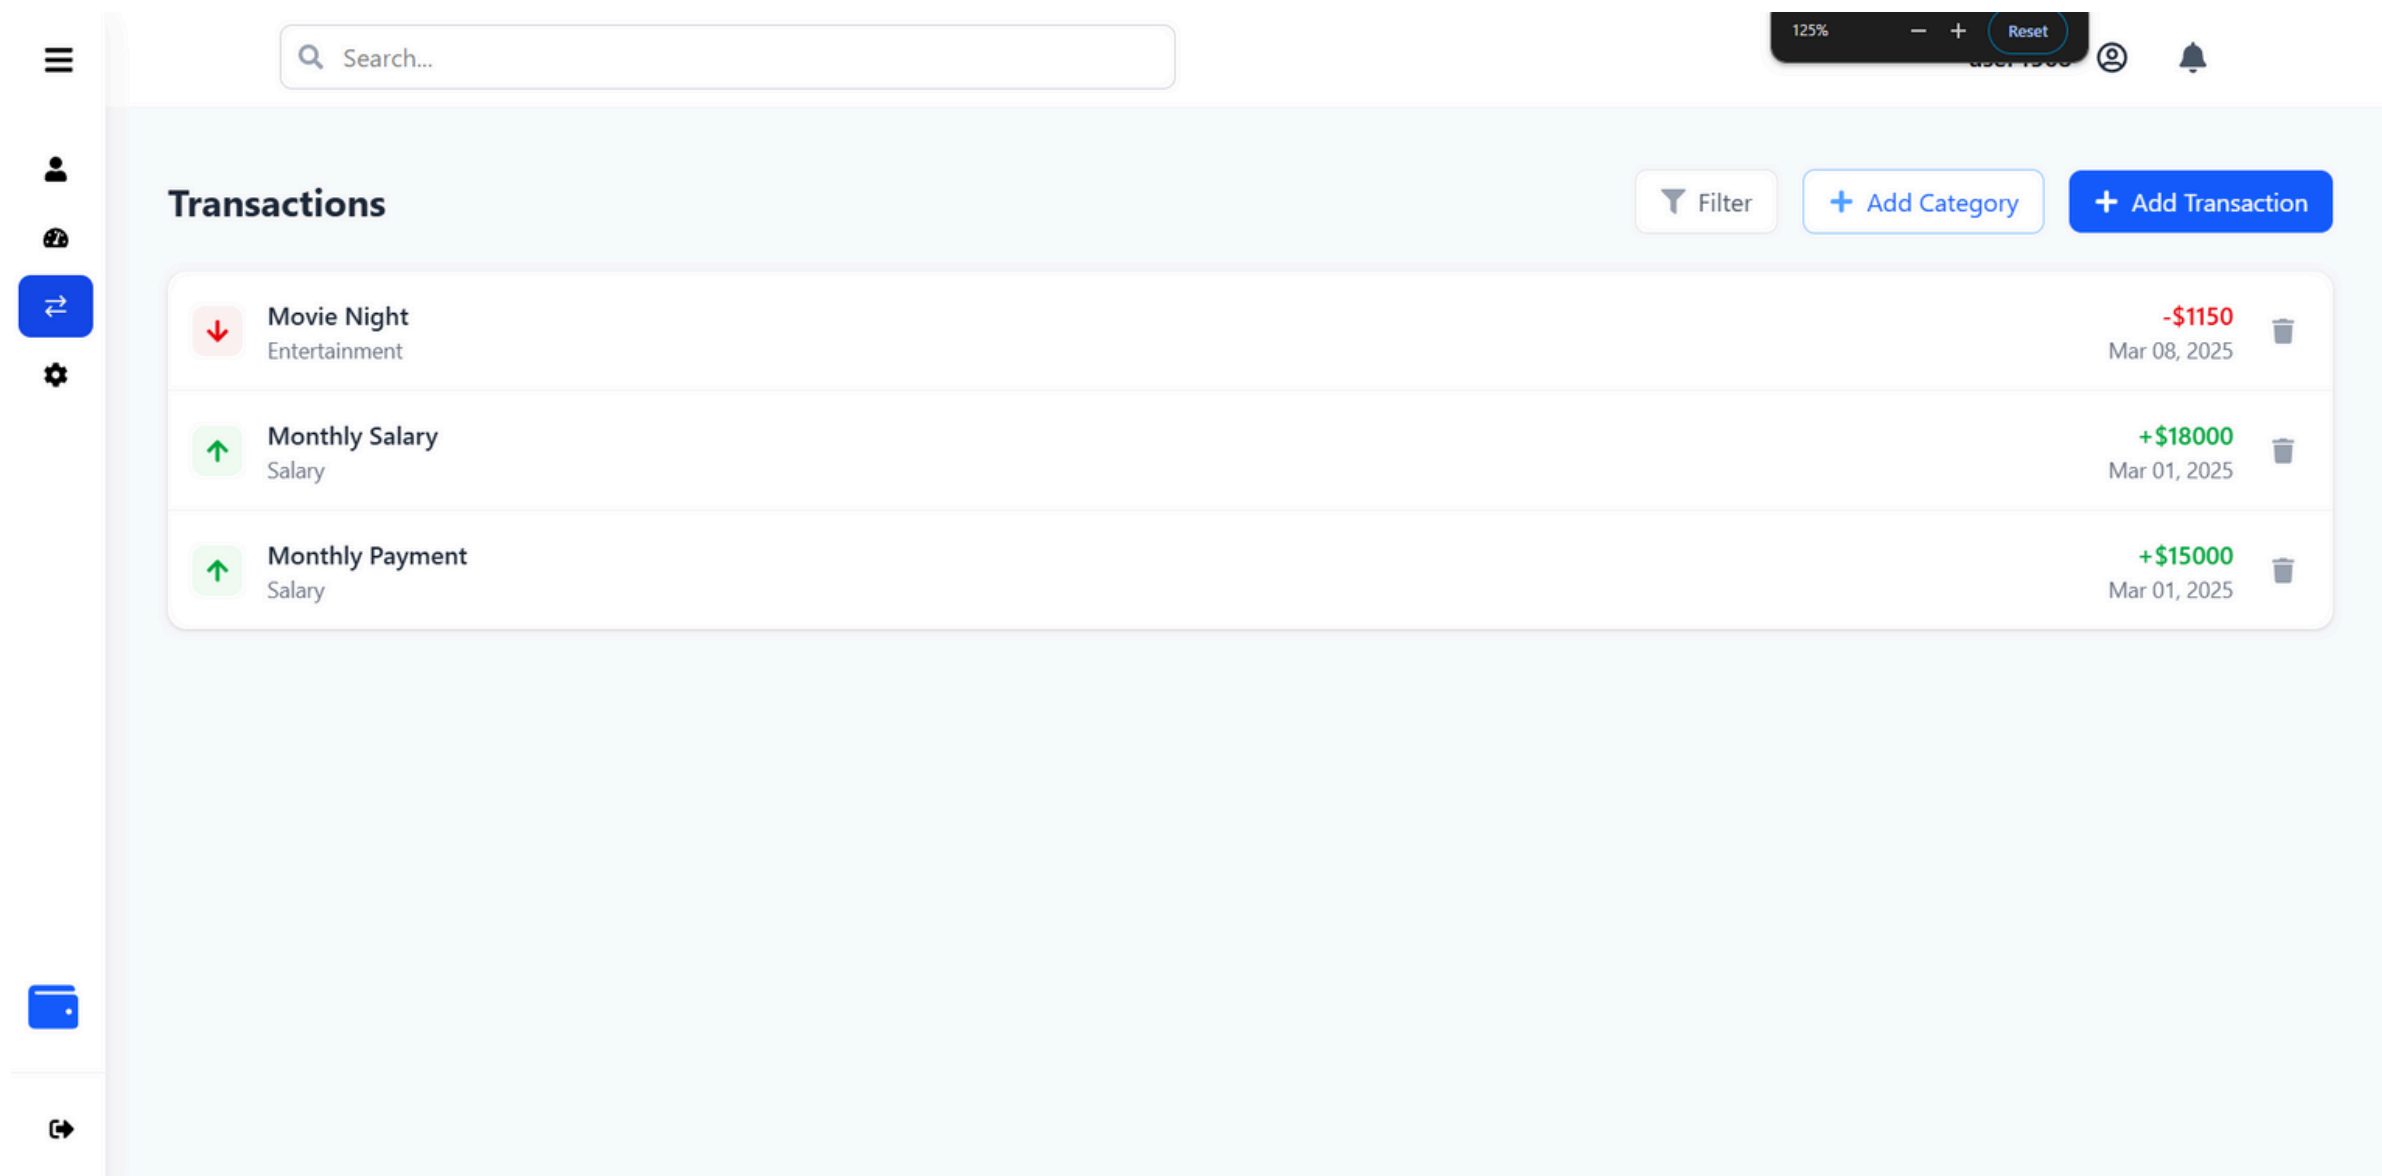 Search...
125%
Reset
Transactions
Filter
Add Category
Add Transaction
Movie Night
Entertainment
-$1150
Mar 08, 2025
Monthly Salary
Salary
+$18000
Mar 01, 2025
Monthly Payment
Salary
+$15000
Mar 01, 2025